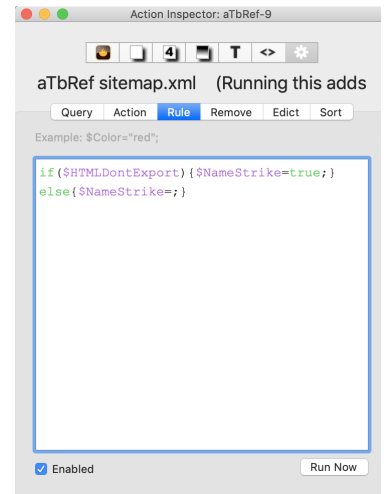 Action Inspector: aTbRef-9
4 T <>
aTbRef sitemap.xml (Running this adds
Query Action Rule Remove Edict Sort
Example: $Color="red";
if($HTMLDontExport){$NameStrike=true;}
else{$NameStrike=;}
Enabled Run Now